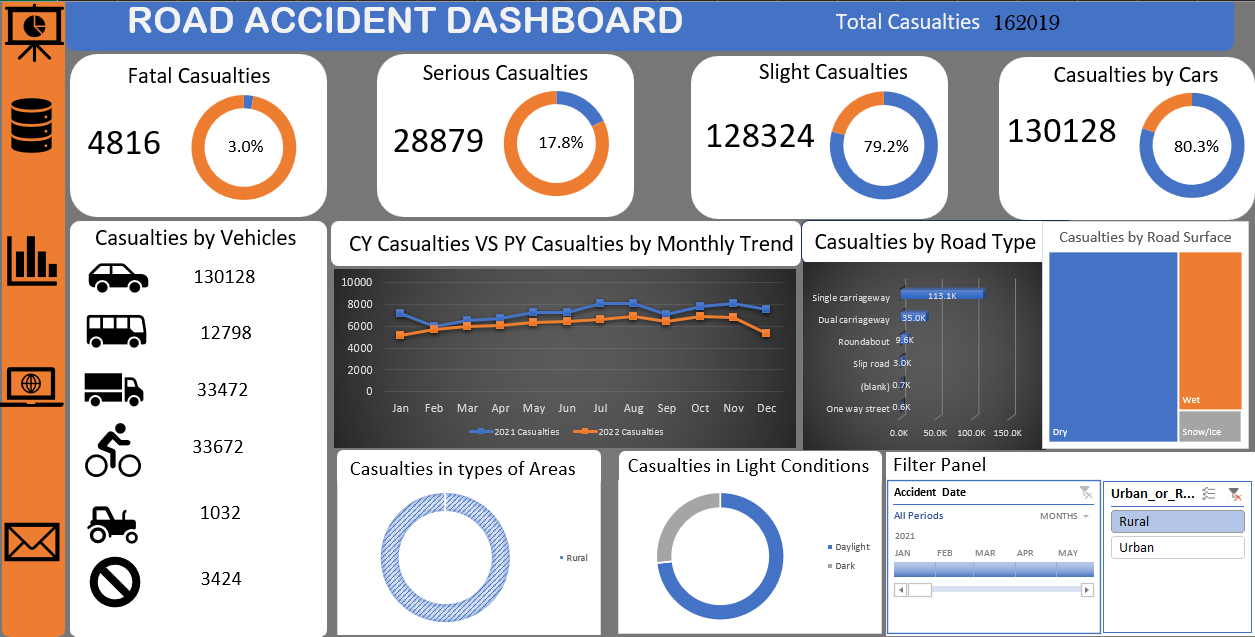 ROAD ACCIDENT DASHBOARD
Total Casualties 162019
Fatal Casualties
4816
3.0%
Serious Casualties
28879
17.8%
Slight Casualties
128324
79.2%
Casualties by Cars
130128
80.3%
Casualties by Vehicles
130128
12798
33472
33672
1032
3424
CY Casualties VS PY Casualties by Monthly Trend
10000
8000
6000
4000
2000
0
Jan Feb Mar Apr May Jun Jul Aug Sep Oct Nov Dec
2021 Casualties 2022 Casualties
Casualties by Road Type
Single carriageway 113.1K
Dual carriageway 35.0K
Roundabout 9.6K
Slip road 3.0K
(blank) 0.7K
One way street 0.6K
0.0K 50.0K 100.0K 150.0K
Casualties by Road Surface
Dry
Wet
Snow/Ice
Casualties in types of Areas
Rural
Casualties in Light Conditions
Daylight
Dark
Filter Panel
Accident Date
All Periods MONTHS
2021
JAN FEB MAR APR MAY
Urban_or_R...
Rural
Urban